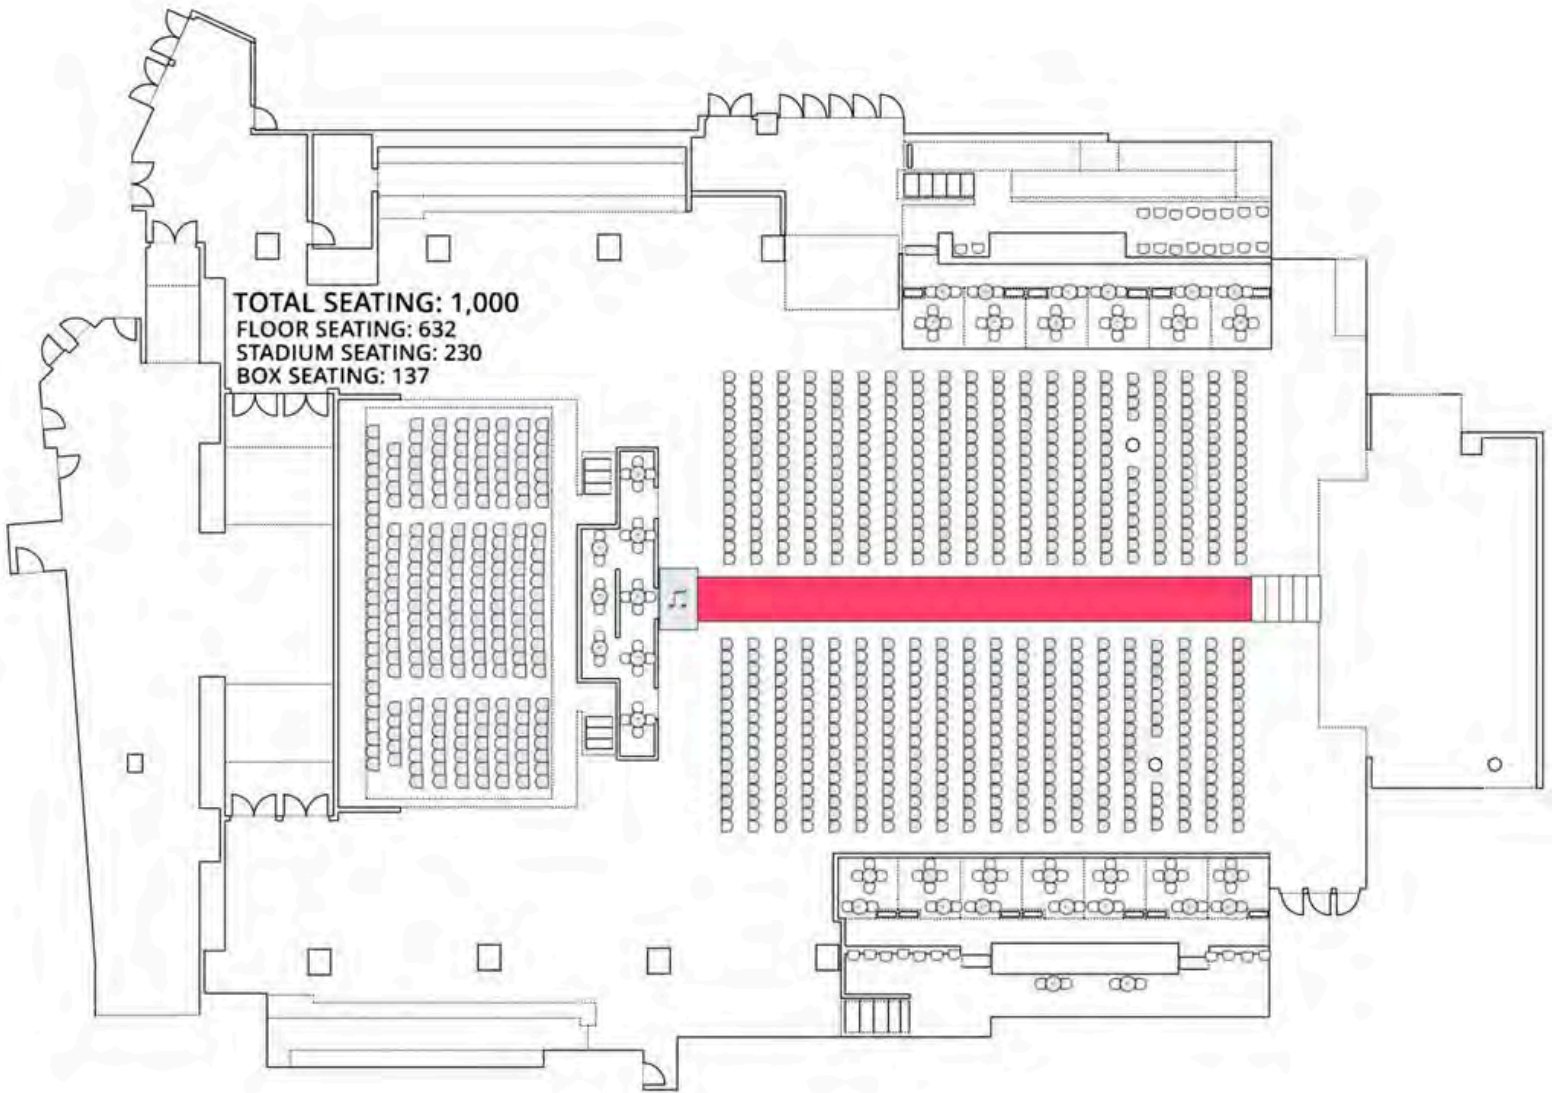 TOTAL SEATING: 1,000
FLOOR SEATING: 632
STADIUM SEATING: 230
BOX SEATING: 137